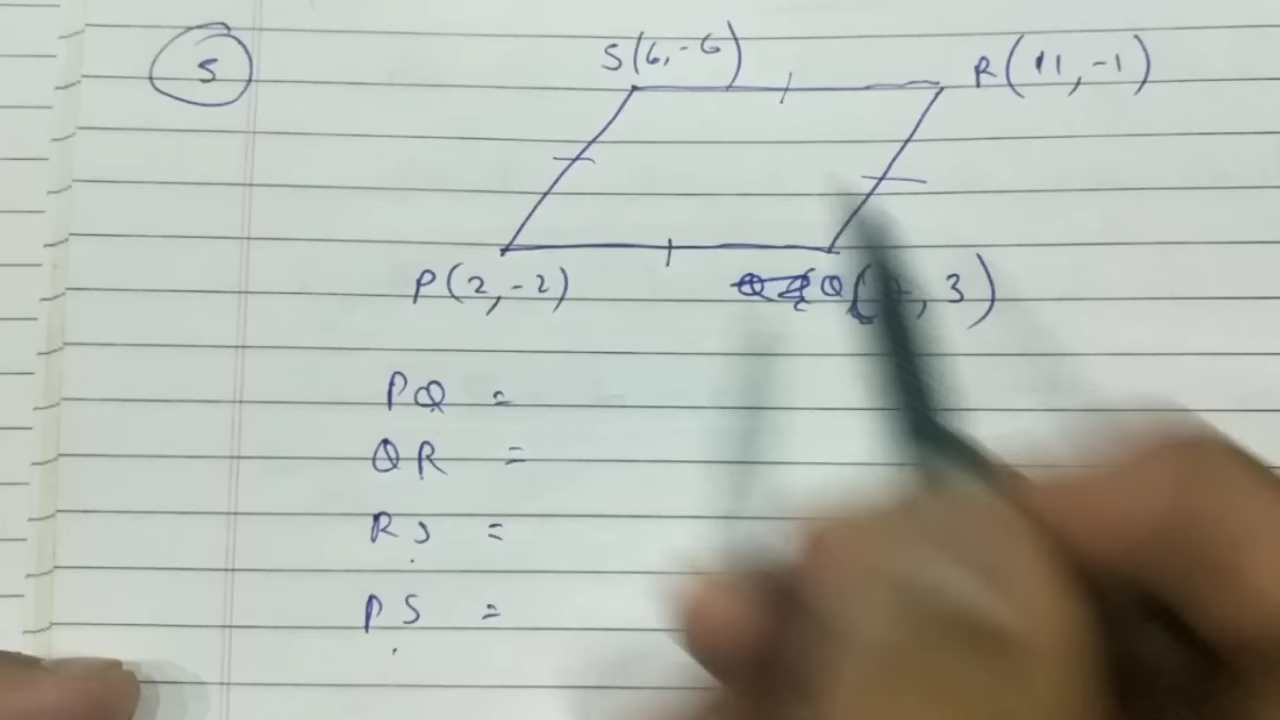 5
S(6,-6)
R(11,-1)
P(2,-2)
Q( , 3)
PQ =
QR =
RS =
PS =